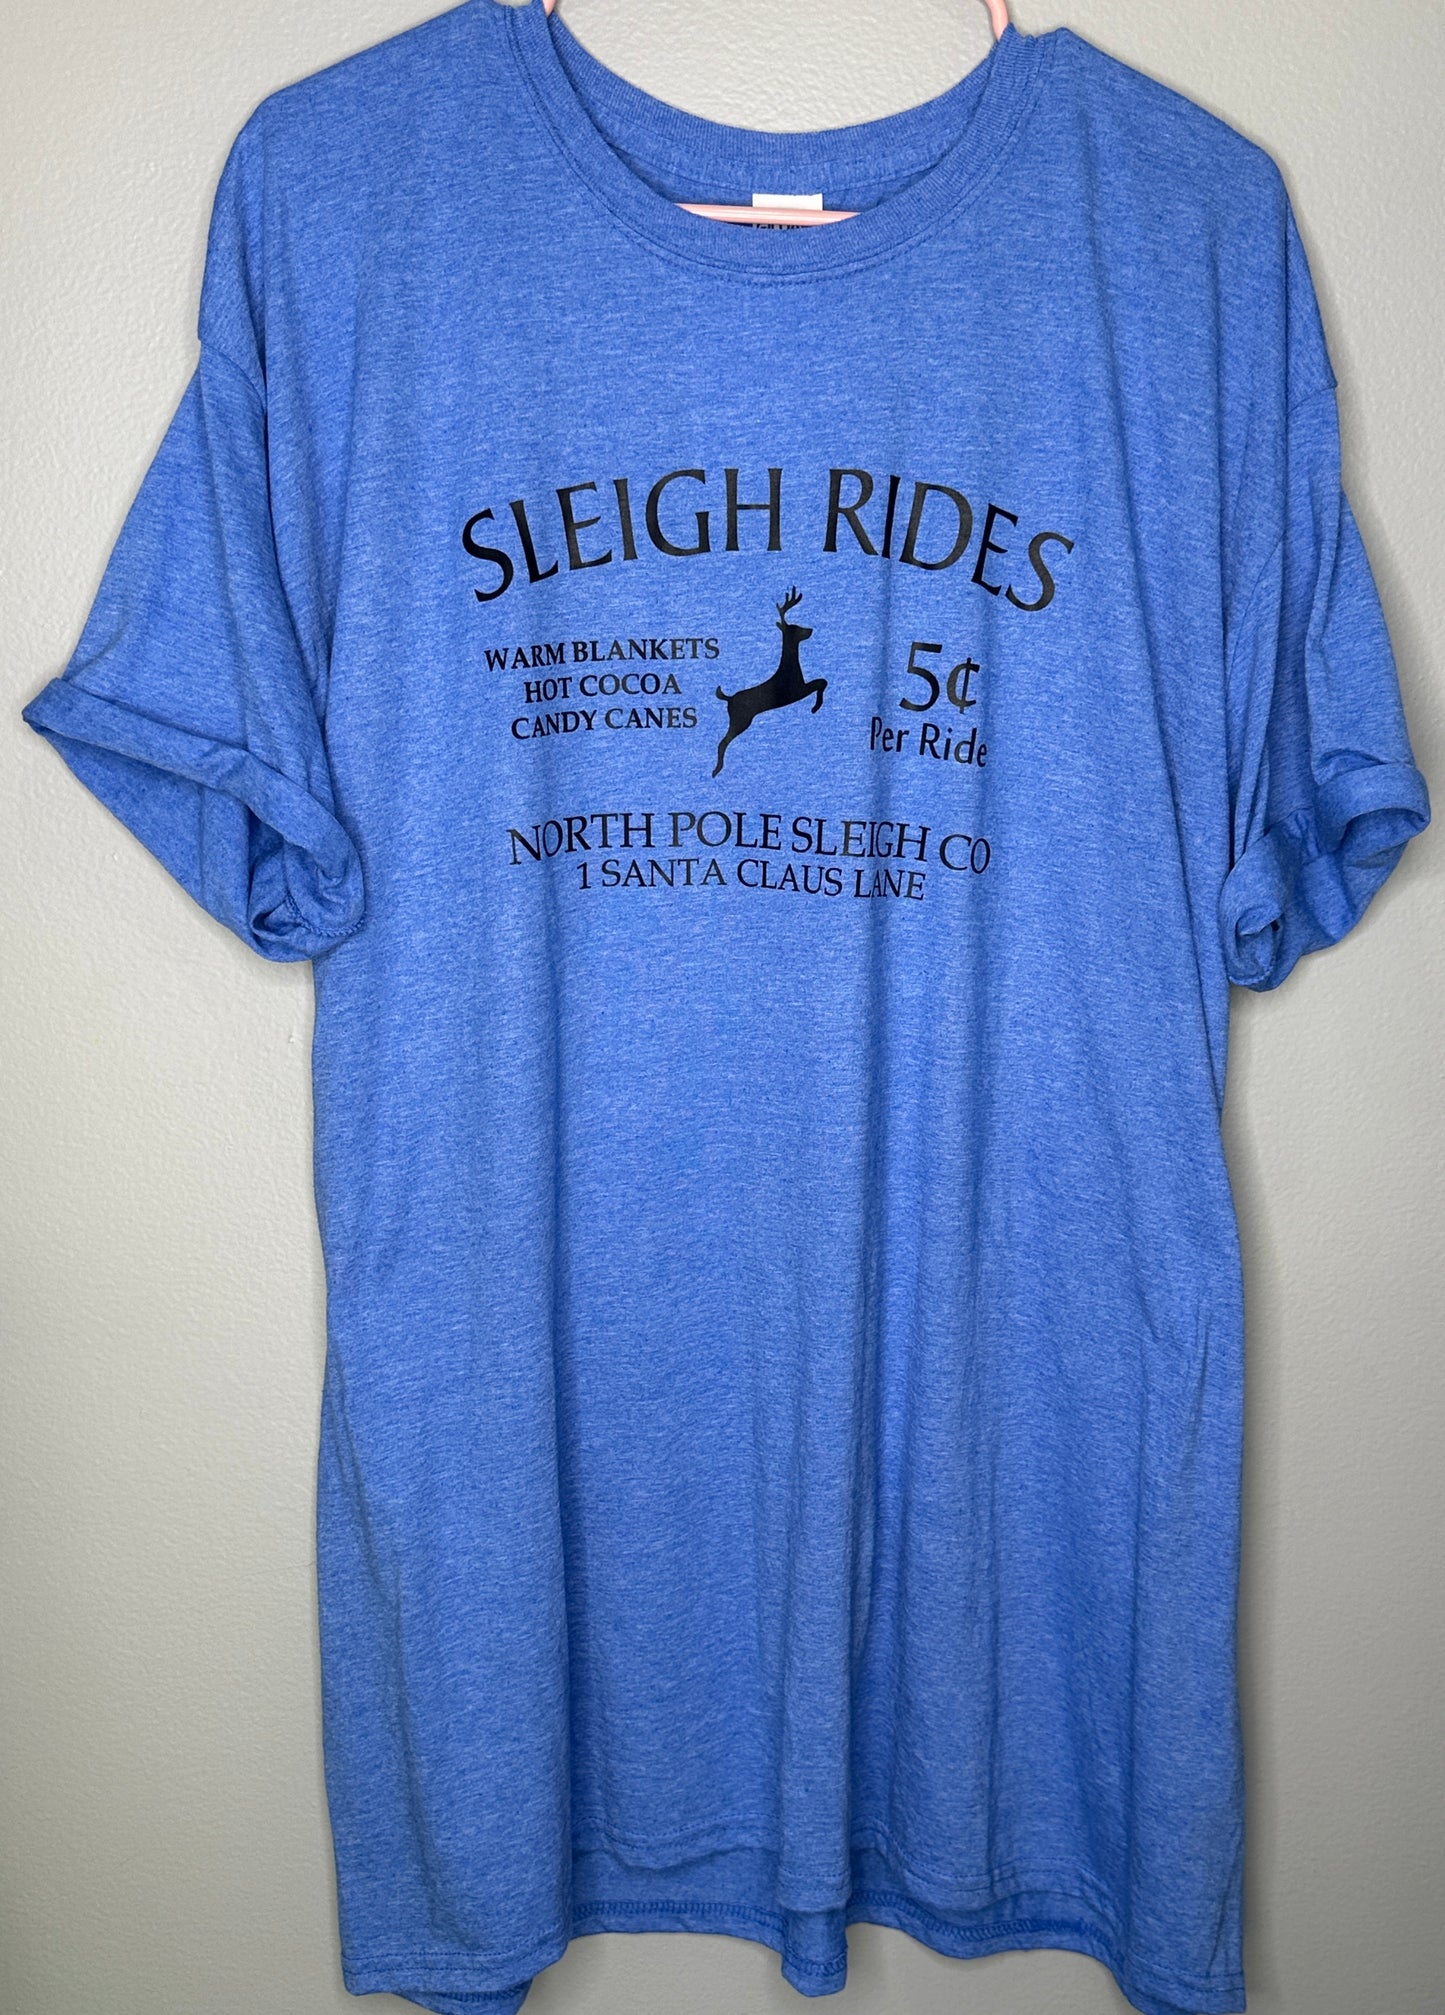 SLEIGH RIDES
WARM BLANKETS
HOT COCOA
CANDY CANES
5¢
Per Ride
NORTH POLE SLEIGH CO
1 SANTA CLAUS LANE